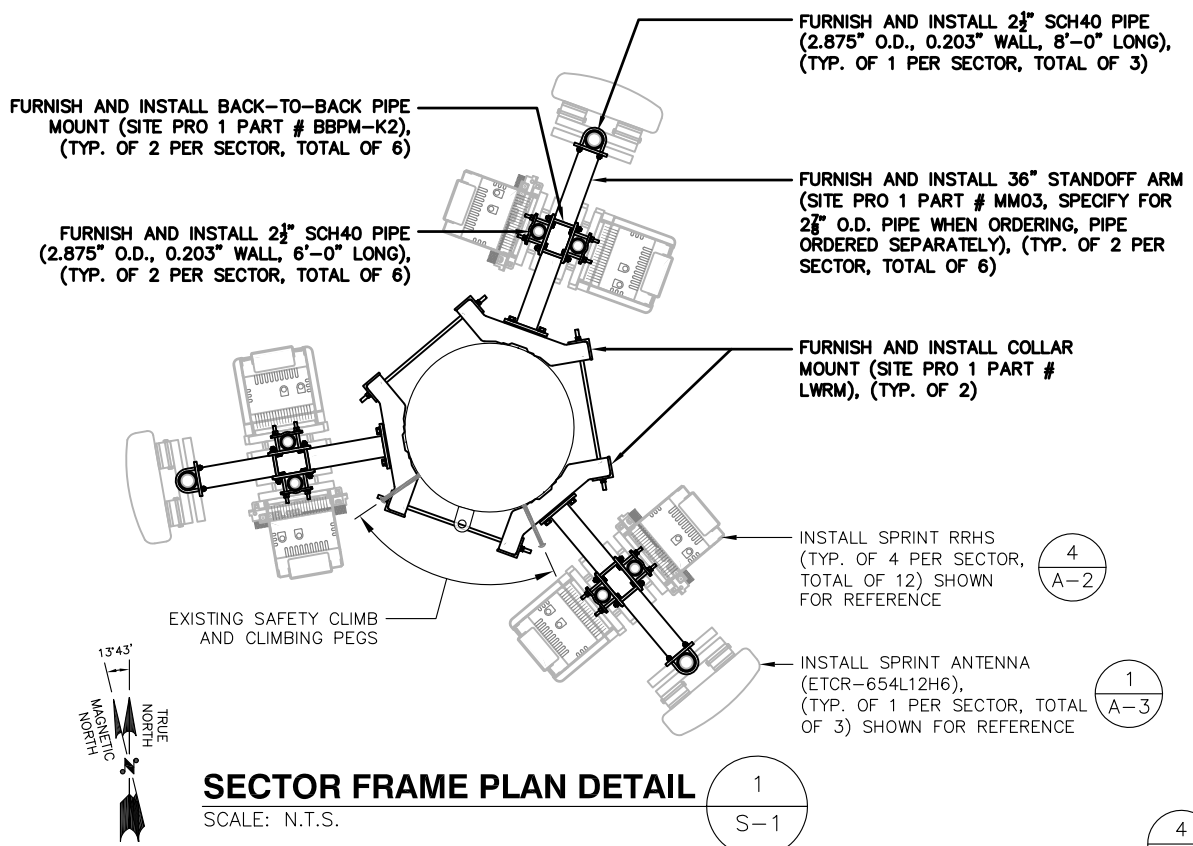 FURNISH AND INSTALL 2½" SCH40 PIPE
(2.875" O.D., 0.203" WALL, 8'-0" LONG),
(TYP. OF 1 PER SECTOR, TOTAL OF 3)
FURNISH AND INSTALL BACK-TO-BACK PIPE
MOUNT (SITE PRO 1 PART # BBPM-K2),
(TYP. OF 2 PER SECTOR, TOTAL OF 6)
FURNISH AND INSTALL 36" STANDOFF ARM
(SITE PRO 1 PART # MM03, SPECIFY FOR
2⅞" O.D. PIPE WHEN ORDERING, PIPE
ORDERED SEPARATELY), (TYP. OF 2 PER
SECTOR, TOTAL OF 6)
FURNISH AND INSTALL 2½" SCH40 PIPE
(2.875" O.D., 0.203" WALL, 6'-0" LONG),
(TYP. OF 2 PER SECTOR, TOTAL OF 6)
FURNISH AND INSTALL COLLAR
MOUNT (SITE PRO 1 PART #
LWRM), (TYP. OF 2)
INSTALL SPRINT RRHS
(TYP. OF 4 PER SECTOR,
TOTAL OF 12) SHOWN
FOR REFERENCE
4
A-2
EXISTING SAFETY CLIMB
AND CLIMBING PEGS
INSTALL SPRINT ANTENNA
(ETCR-654L12H6),
(TYP. OF 1 PER SECTOR, TOTAL
OF 3) SHOWN FOR REFERENCE
1
A-3
13°43'
TRUE
NORTH
MAGNETIC
NORTH
N
SECTOR FRAME PLAN DETAIL
SCALE: N.T.S.
1
S-1
4